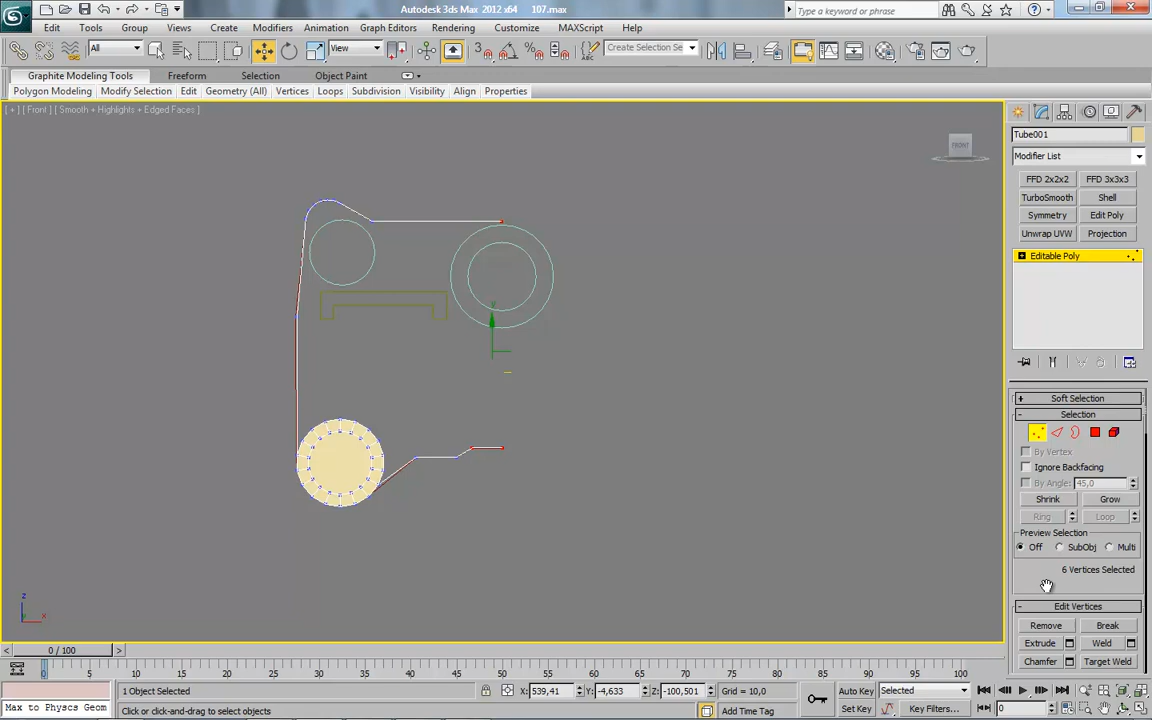 Autodesk 3ds Max 2012 x64 107.max
Type a keyword or phrase
Edit Tools Group Views Create Modifiers Animation Graph Editors Rendering Customize MAXScript Help
All View Create Selection Se
Graphite Modeling Tools Freeform Selection Object Paint
Polygon Modeling Modify Selection Edit Geometry (All) Vertices Loops Subdivision Visibility Align Properties
[ + ] [ Front ] [ Smooth + Highlights + Edged Faces ]
FRONT
Tube001
Modifier List
FFD 2x2x2 FFD 3x3x3
TurboSmooth Shell
Symmetry Edit Poly
Unwrap UVW Projection
Editable Poly
+ Soft Selection
- Selection
By Vertex
Ignore Backfacing
By Angle: 45,0
Shrink Grow
Ring Loop
Preview Selection
Off SubObj Multi
6 Vertices Selected
- Edit Vertices
Remove Break
Extrude Weld
Chamfer Target Weld
y
z
x
< 0 / 100 >
0 5 10 15 20 25 30 35 40 45 50 55 60 65 70 75 80 85 90 95 100
1 Object Selected X: 539,41 Y: -4,633 Z: -100,501 Grid = 10,0 Auto Key Selected
Max to Physcs Geom Click or click-and-drag to select objects Add Time Tag Set Key Key Filters... 0